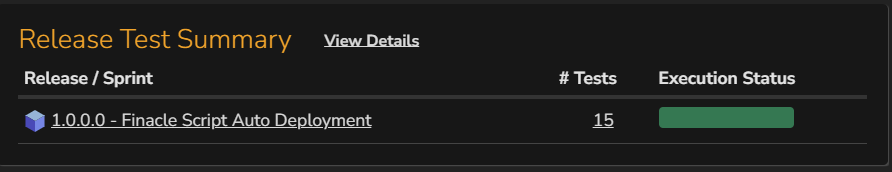 Release Test Summary View Details
Release / Sprint # Tests Execution Status
1.0.0.0 - Finacle Script Auto Deployment 15